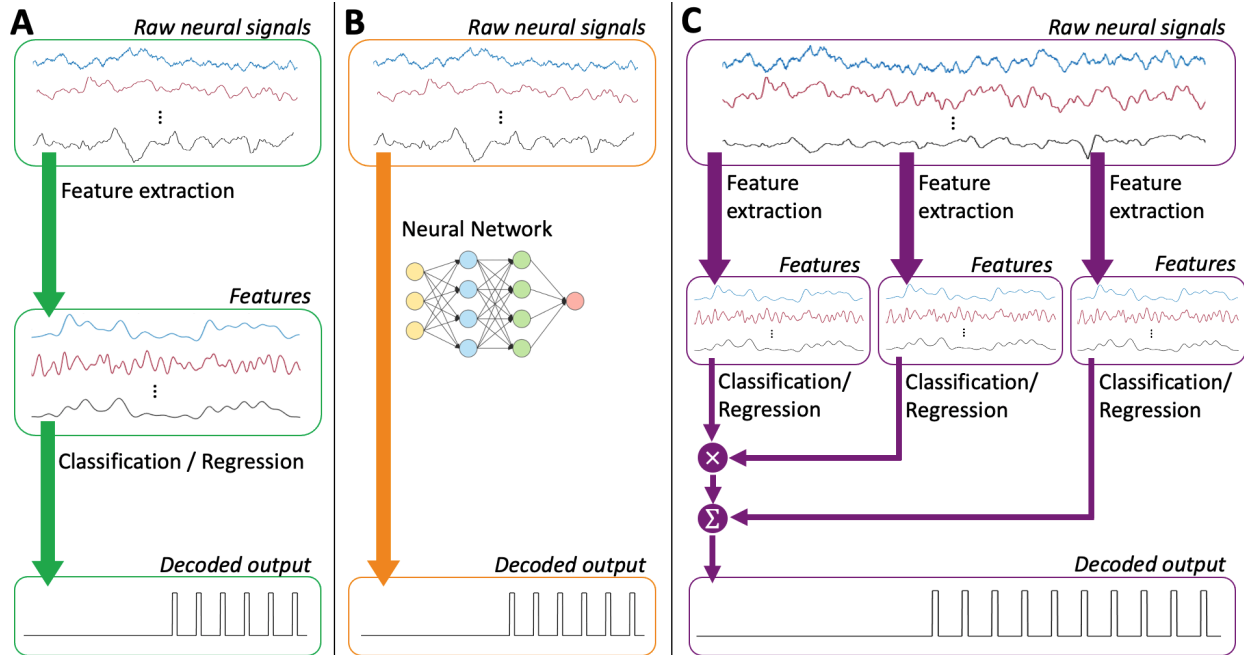 A
Raw neural signals
Feature extraction
Features
Classification / Regression
Decoded output
B
Raw neural signals
Neural Network
Decoded output
C
Raw neural signals
Feature
extraction
Feature
extraction
Feature
extraction
Features
Features
Features
Classification/
Regression
Classification/
Regression
Classification/
Regression
×
Σ
Decoded output